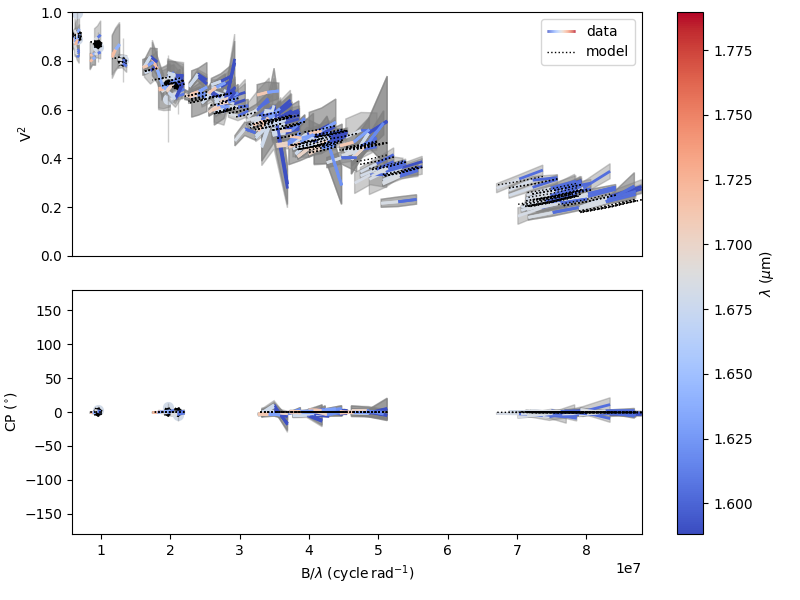 1.0
0.8
0.6
0.4
0.2
0.0
V²
data
model
150
100
50
0
−50
−100
−150
CP (°)
1 2 3 4 5 6 7 8
1e7
B/λ (cycle rad⁻¹)
1.775
1.750
1.725
1.700
1.675
1.650
1.625
1.600
λ (μm)